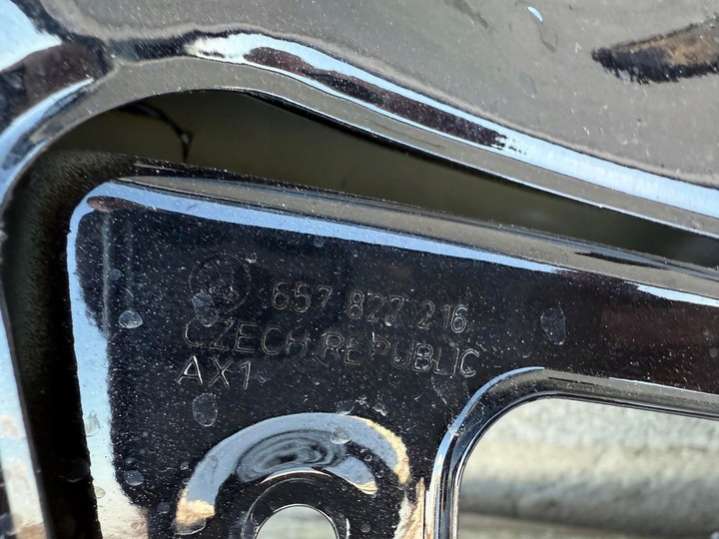 657 827 216
CZECH REPUBLIC
AX1